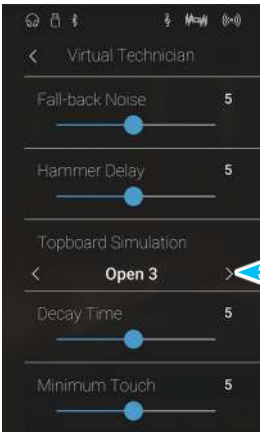 Virtual Technician
Fall-back Noise 5
Hammer Delay 5
Topboard Simulation
Open 3
Decay Time 5
Minimum Touch 5